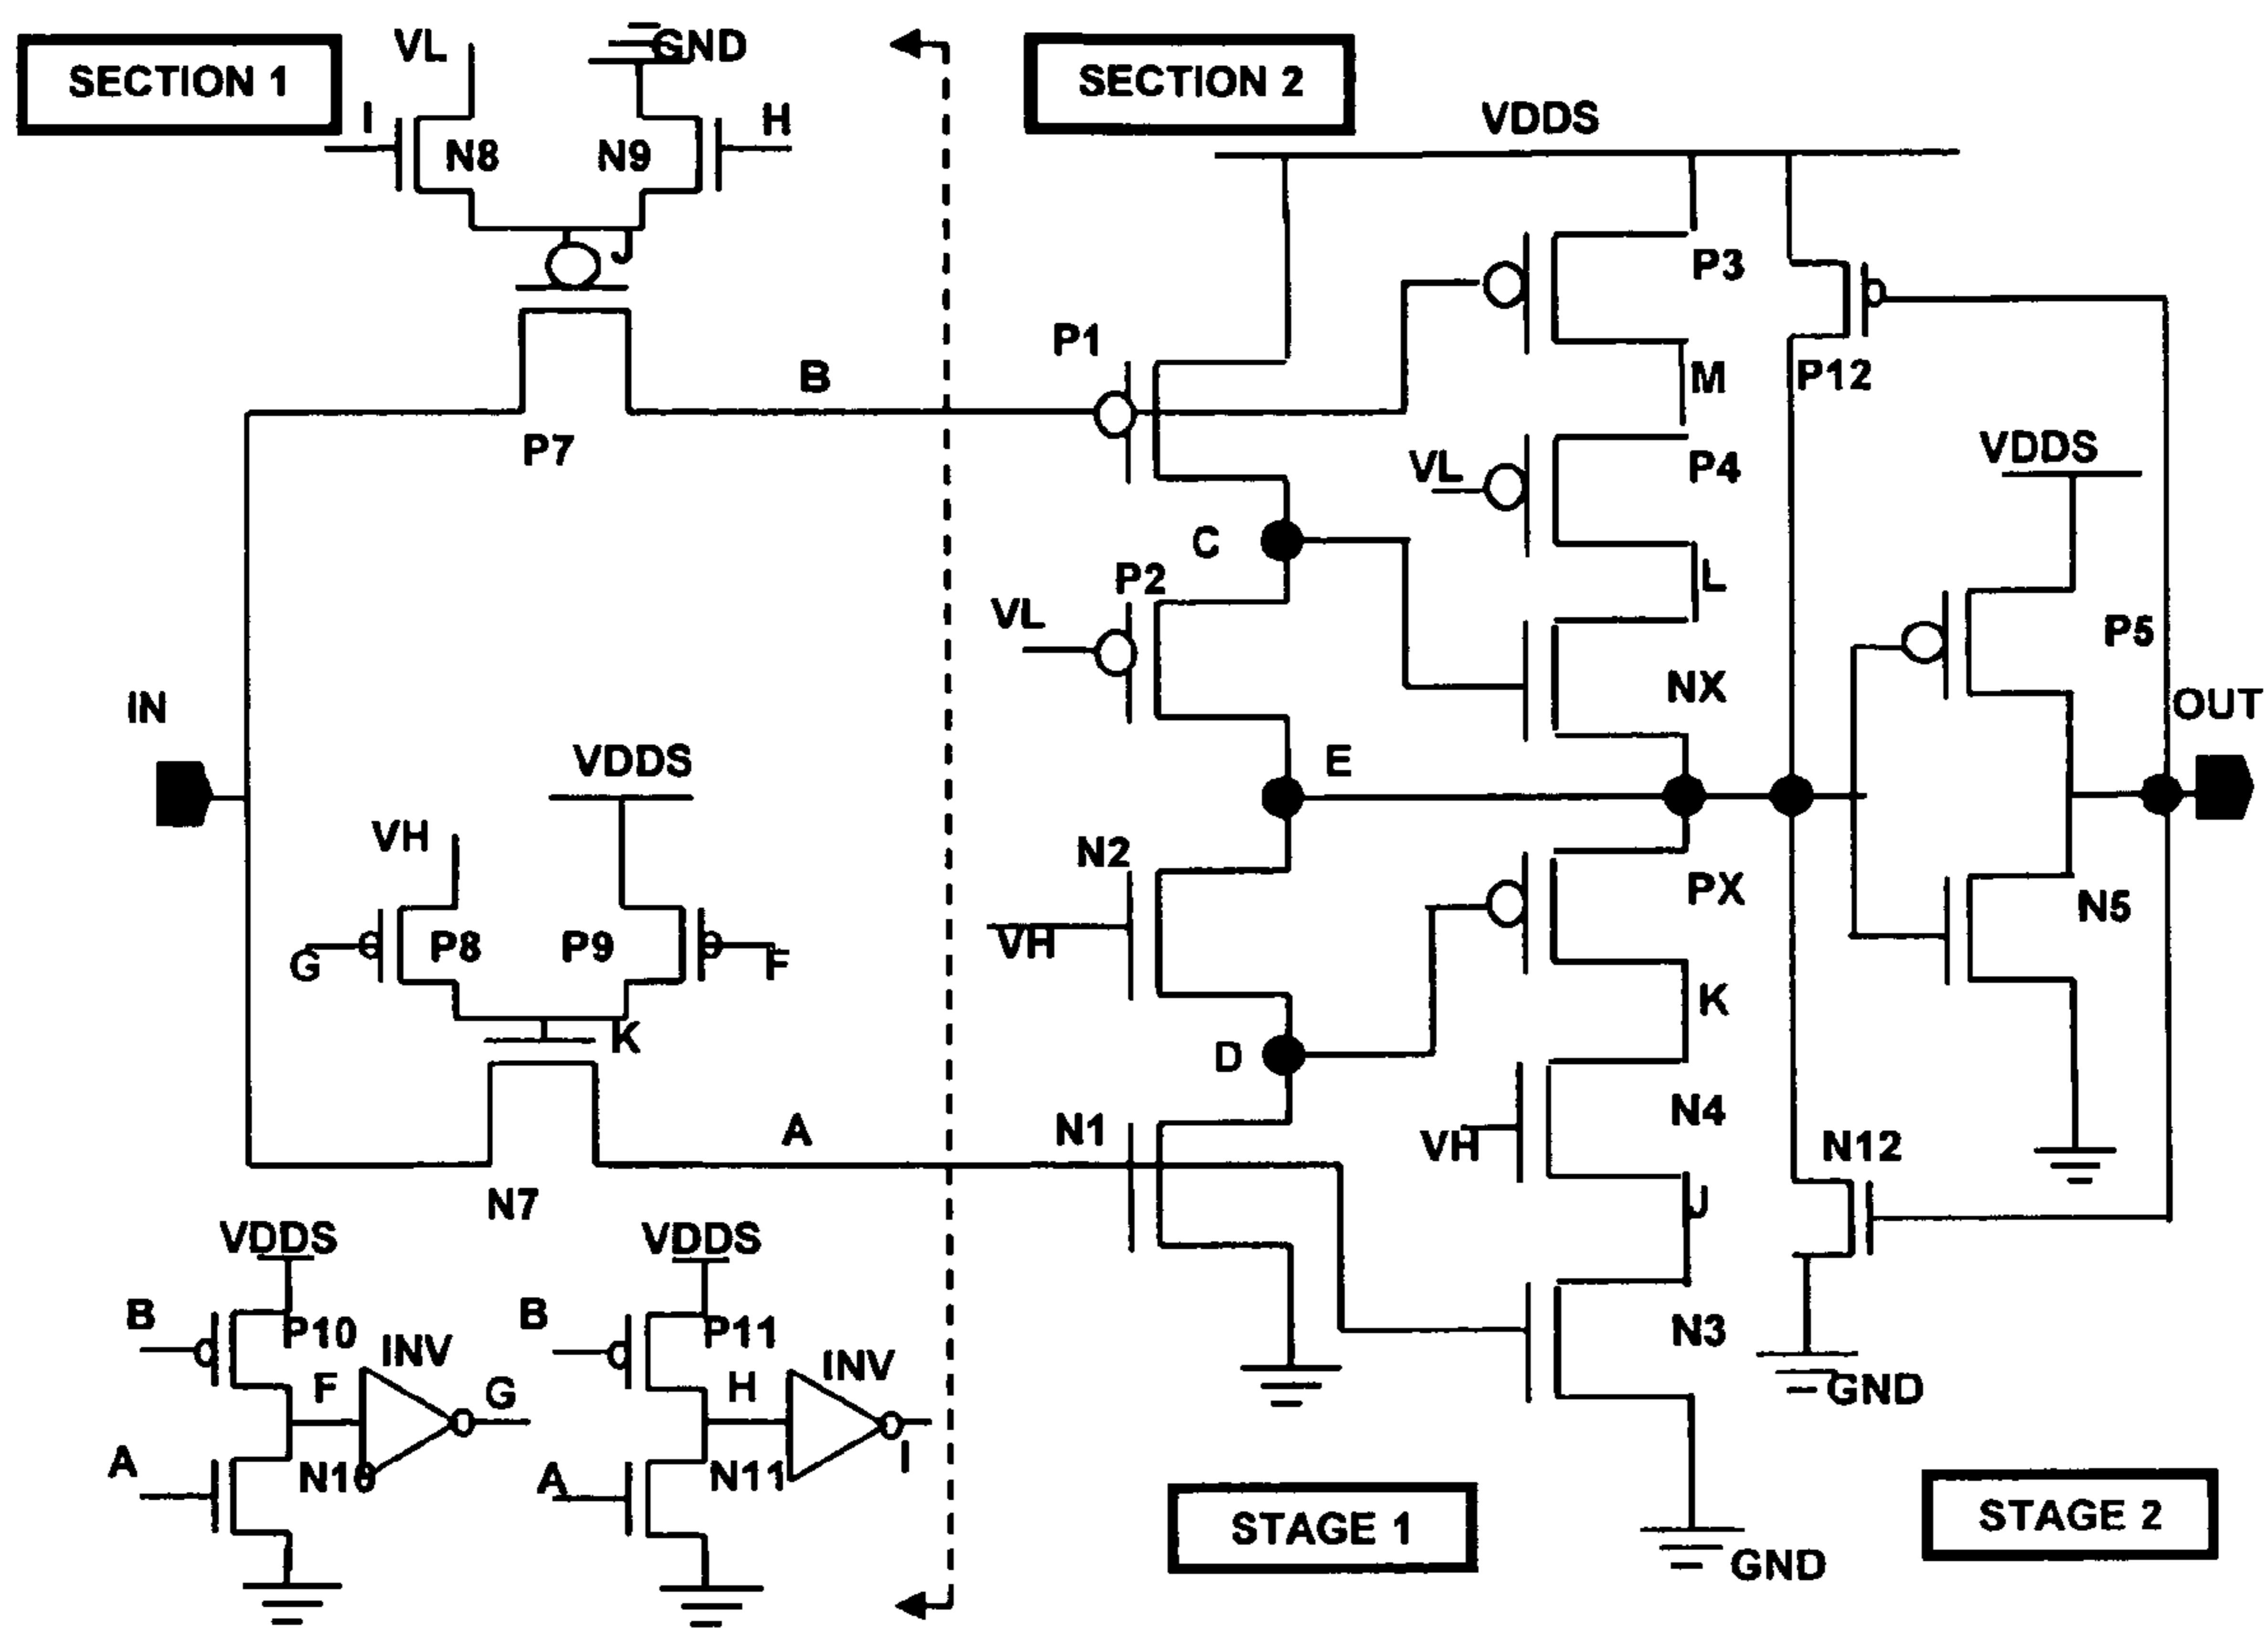 SECTION 1
VL
GND
SECTION 2
VDDS
I
N8
N9
H
J
P3
P1
B
M
P12
P7
VL
P4
VDDS
C
P2
L
VL
P5
NX
IN
OUT
VDDS
E
VH
N2
PX
N5
G
P8
P9
F
VH
K
K
D
A
N1
N4
VH
N12
N7
J
VDDS
VDDS
B
P10
INV
B
P11
INV
N3
F
G
H
GND
A
N10
A
N11
I
STAGE 1
STAGE 2
GND